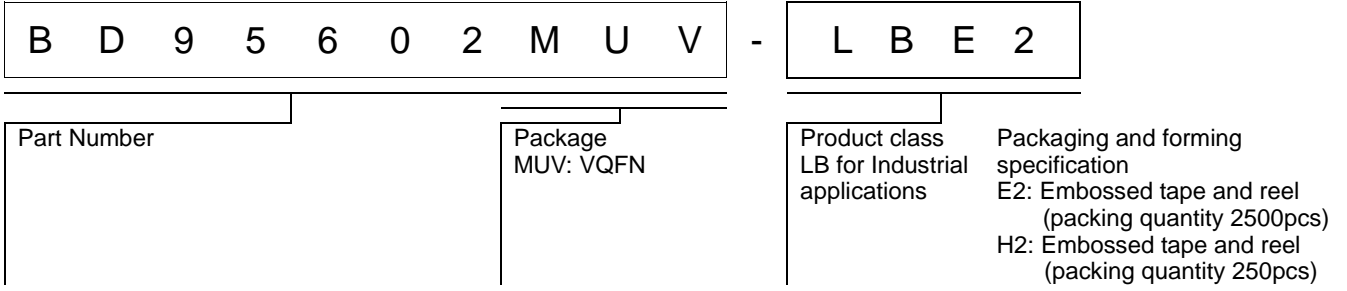 B D 9 5 6 0 2 M U V - L B E 2
Part Number
Package
MUV: VQFN
Product class
LB for Industrial
applications
Packaging and forming
specification
E2: Embossed tape and reel
(packing quantity 2500pcs)
H2: Embossed tape and reel
(packing quantity 250pcs)